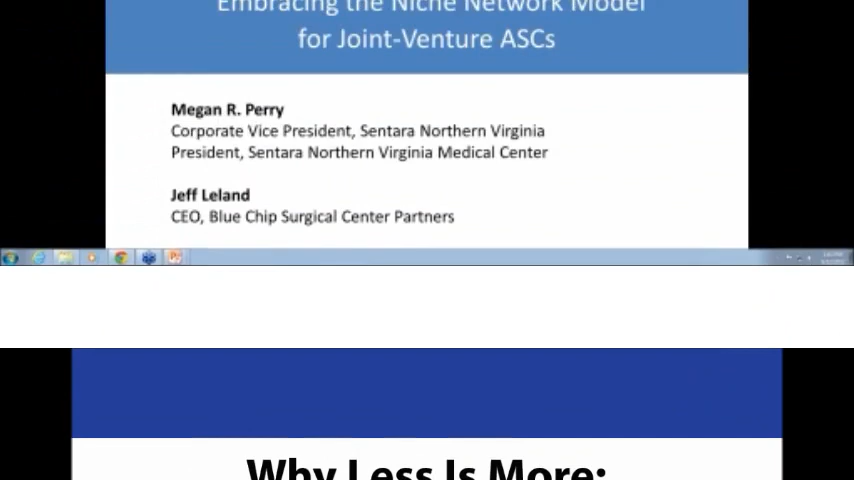 Embracing the Niche Network Model
for Joint-Venture ASCs
Megan R. Perry
Corporate Vice President, Sentara Northern Virginia
President, Sentara Northern Virginia Medical Center
Jeff Leland
CEO, Blue Chip Surgical Center Partners
Why Less Is More: